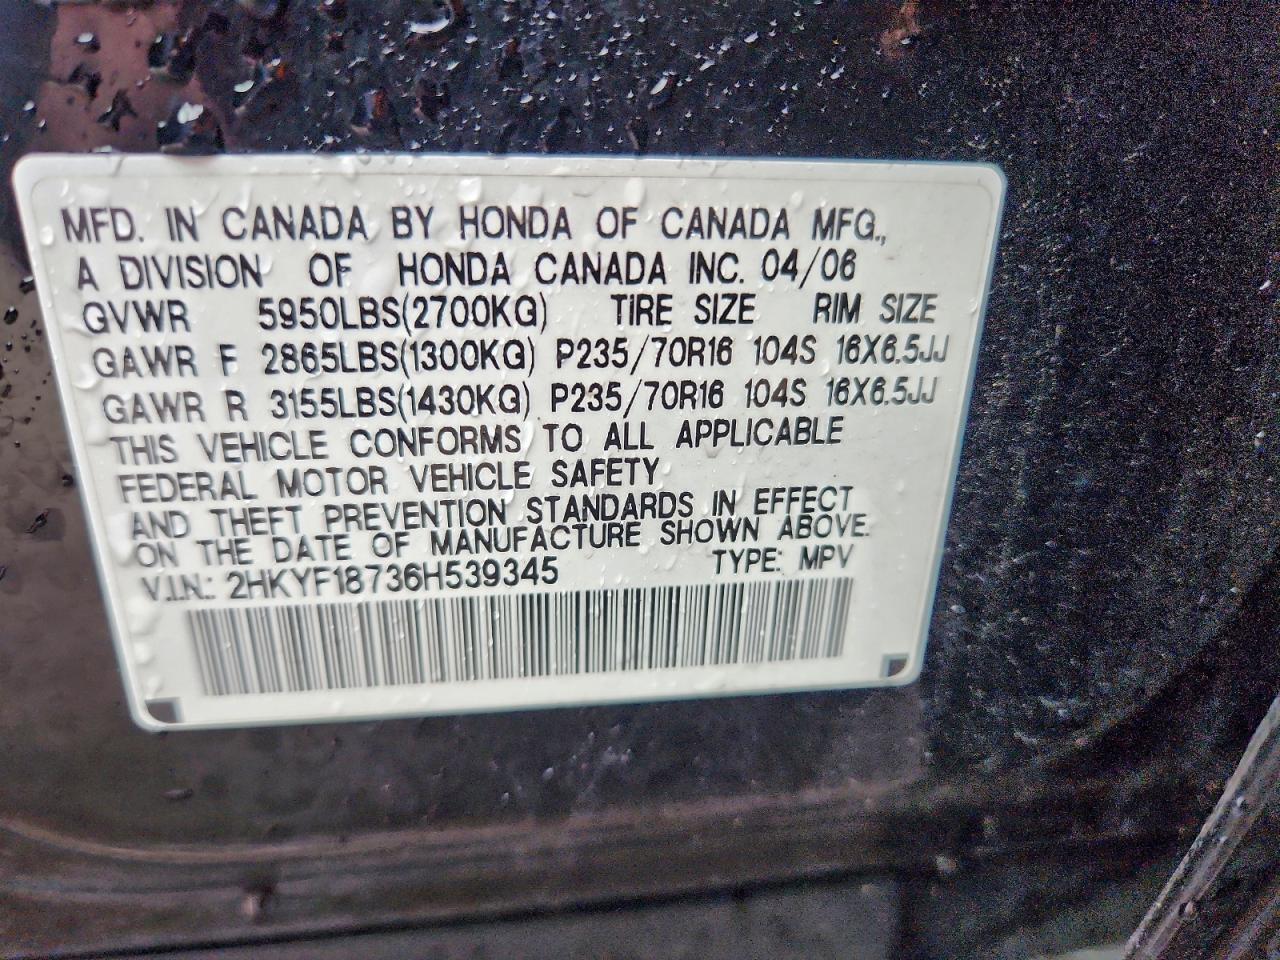 MFD. IN CANADA BY HONDA OF CANADA MFG.,
A DIVISION OF HONDA CANADA INC. 04/06
GVWR 5950LBS(2700KG) TIRE SIZE RIM SIZE
GAWR F 2865LBS(1300KG) P235/70R16 104S 16X6.5JJ
GAWR R 3155LBS(1430KG) P235/70R16 104S 16X6.5JJ
THIS VEHICLE CONFORMS TO ALL APPLICABLE
FEDERAL MOTOR VEHICLE SAFETY
AND THEFT PREVENTION STANDARDS IN EFFECT
ON THE DATE OF MANUFACTURE SHOWN ABOVE.
V.I.N.: 2HKYF18736H539345 TYPE: MPV